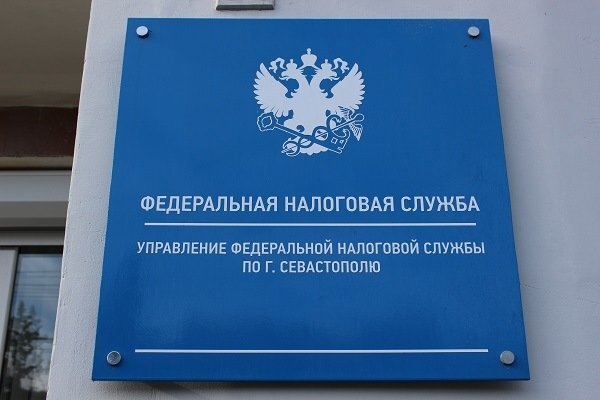 ФЕДЕРАЛЬНАЯ НАЛОГОВАЯ СЛУЖБА
УПРАВЛЕНИЕ ФЕДЕРАЛЬНОЙ НАЛОГОВОЙ СЛУЖБЫ
ПО Г. СЕВАСТОПОЛЮ